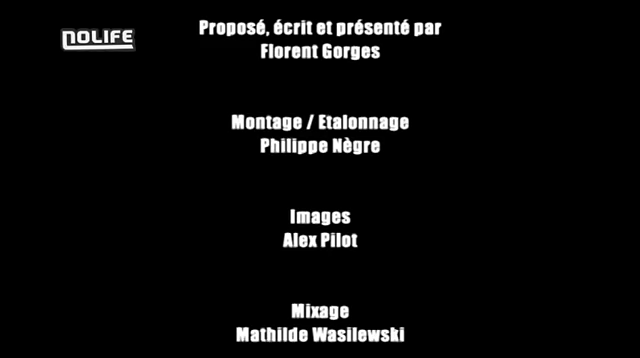 NOLIFE
Proposé, écrit et présenté par
Florent Gorges
Montage / Etalonnage
Philippe Nègre
Images
Alex Pilot
Mixage
Mathilde Wasilewski